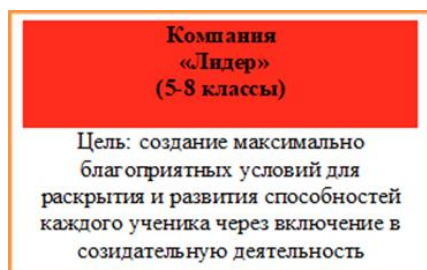 Компания
«Лидер»
(5-8 классы)
Цель: создание максимально
благоприятных условий для
раскрытия и развития способностей
каждого ученика через включение в
созидательную деятельность